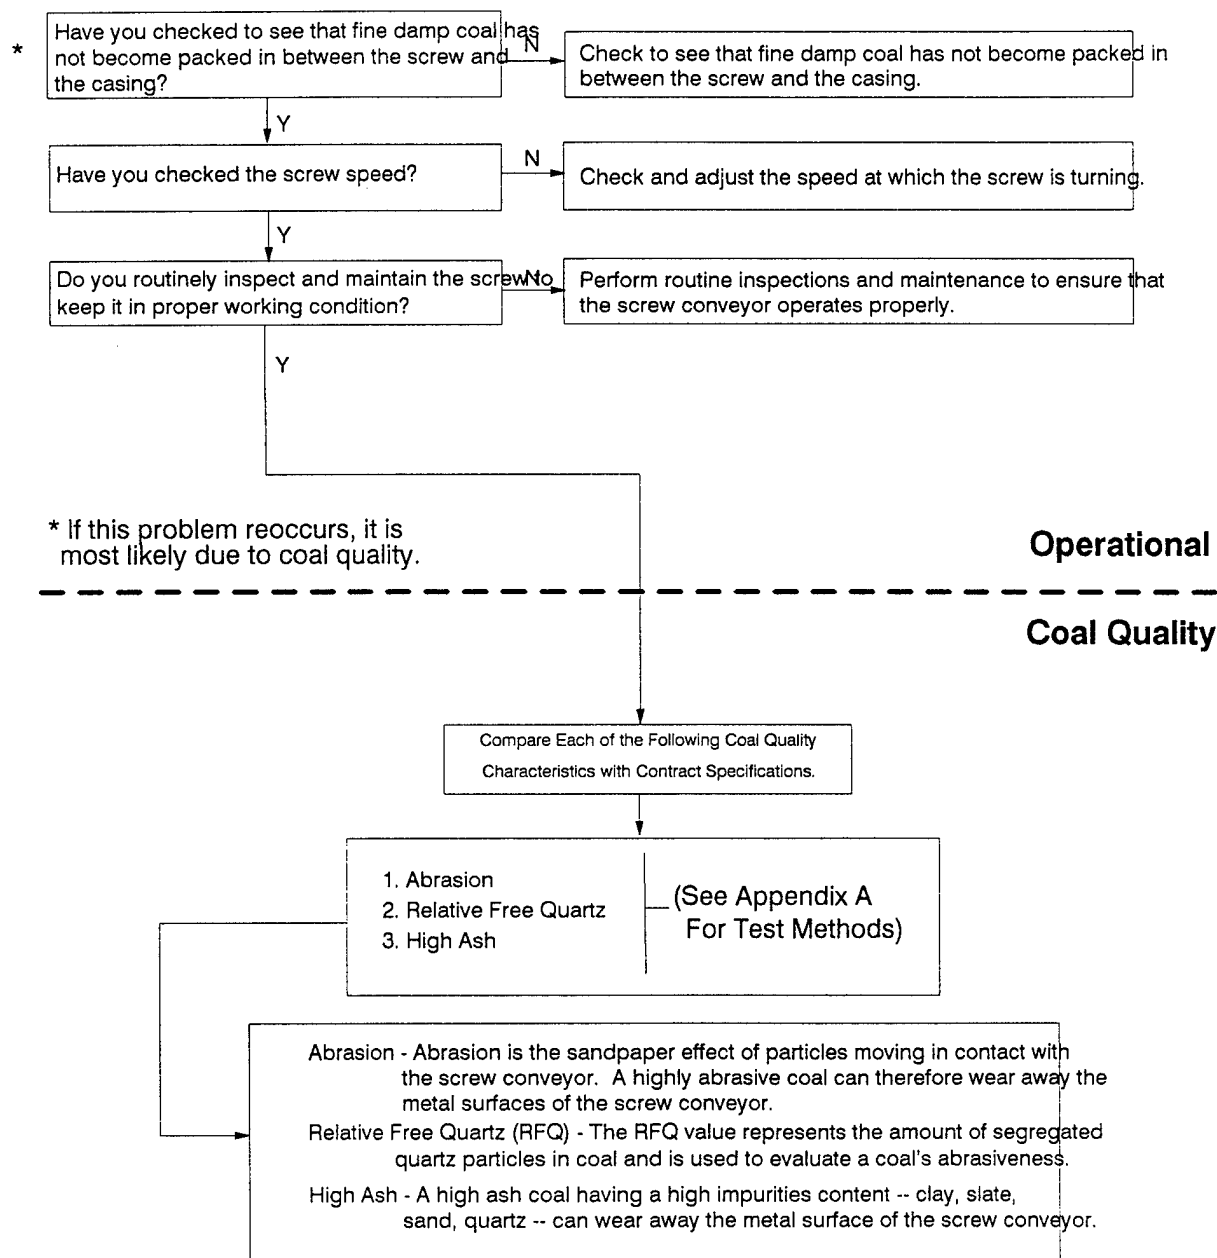 *
Have you checked to see that fine damp coal has
not become packed in between the screw and
the casing?
N
Check to see that fine damp coal has not become packed in
between the screw and the casing.
Y
Have you checked the screw speed?
N
Check and adjust the speed at which the screw is turning.
Y
Do you routinely inspect and maintain the screw to
keep it in proper working condition?
N
Perform routine inspections and maintenance to ensure that
the screw conveyor operates properly.
Y
* If this problem reoccurs, it is
most likely due to coal quality.
Operational
Coal Quality
Compare Each of the Following Coal Quality
Characteristics with Contract Specifications.
1. Abrasion
2. Relative Free Quartz
3. High Ash
(See Appendix A
For Test Methods)
Abrasion - Abrasion is the sandpaper effect of particles moving in contact with
the screw conveyor. A highly abrasive coal can therefore wear away the
metal surfaces of the screw conveyor.
Relative Free Quartz (RFQ) - The RFQ value represents the amount of segregated
quartz particles in coal and is used to evaluate a coal's abrasiveness.
High Ash - A high ash coal having a high impurities content -- clay, slate,
sand, quartz -- can wear away the metal surface of the screw conveyor.